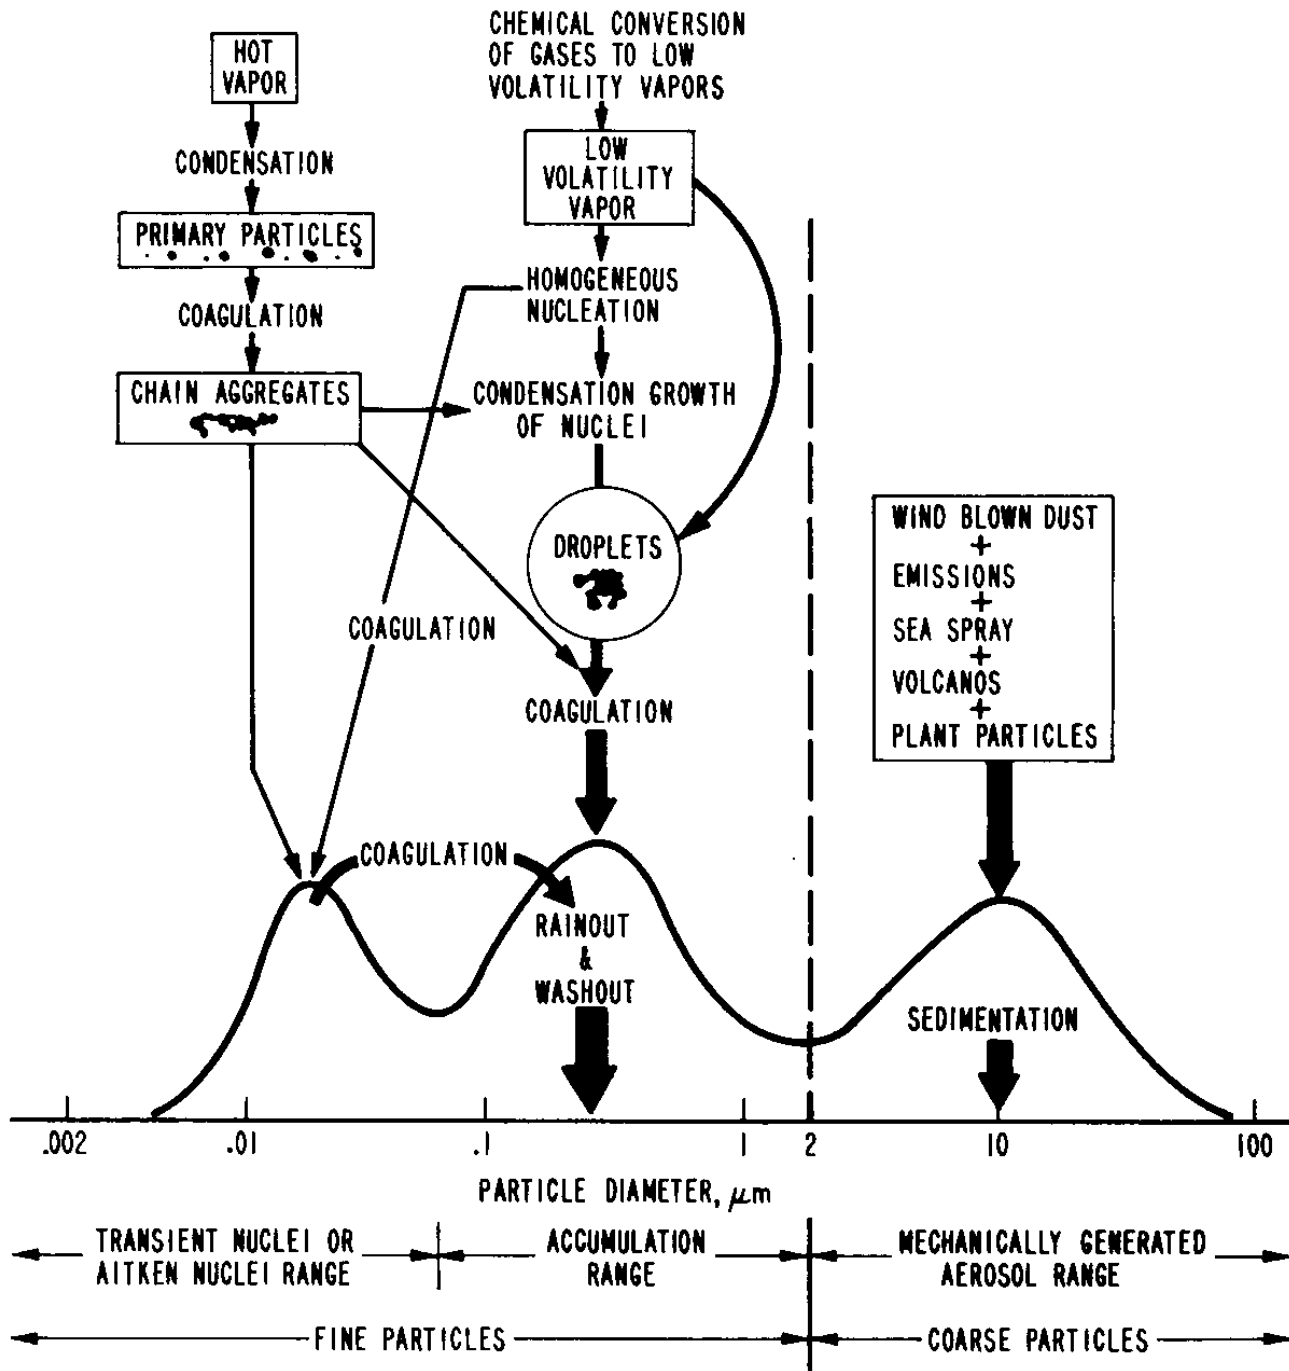 HOT
VAPOR
CONDENSATION
PRIMARY PARTICLES
COAGULATION
CHAIN AGGREGATES
CHEMICAL CONVERSION
OF GASES TO LOW
VOLATILITY VAPORS
LOW
VOLATILITY
VAPOR
HOMOGENEOUS
NUCLEATION
CONDENSATION GROWTH
OF NUCLEI
DROPLETS
COAGULATION
COAGULATION
WIND BLOWN DUST
+
EMISSIONS
+
SEA SPRAY
+
VOLCANOS
+
PLANT PARTICLES
COAGULATION
RAINOUT
&
WASHOUT
SEDIMENTATION
.002 .01 .1 1 2 10 100
PARTICLE DIAMETER, μm
TRANSIENT NUCLEI OR
AITKEN NUCLEI RANGE
ACCUMULATION
RANGE
MECHANICALLY GENERATED
AEROSOL RANGE
FINE PARTICLES
COARSE PARTICLES